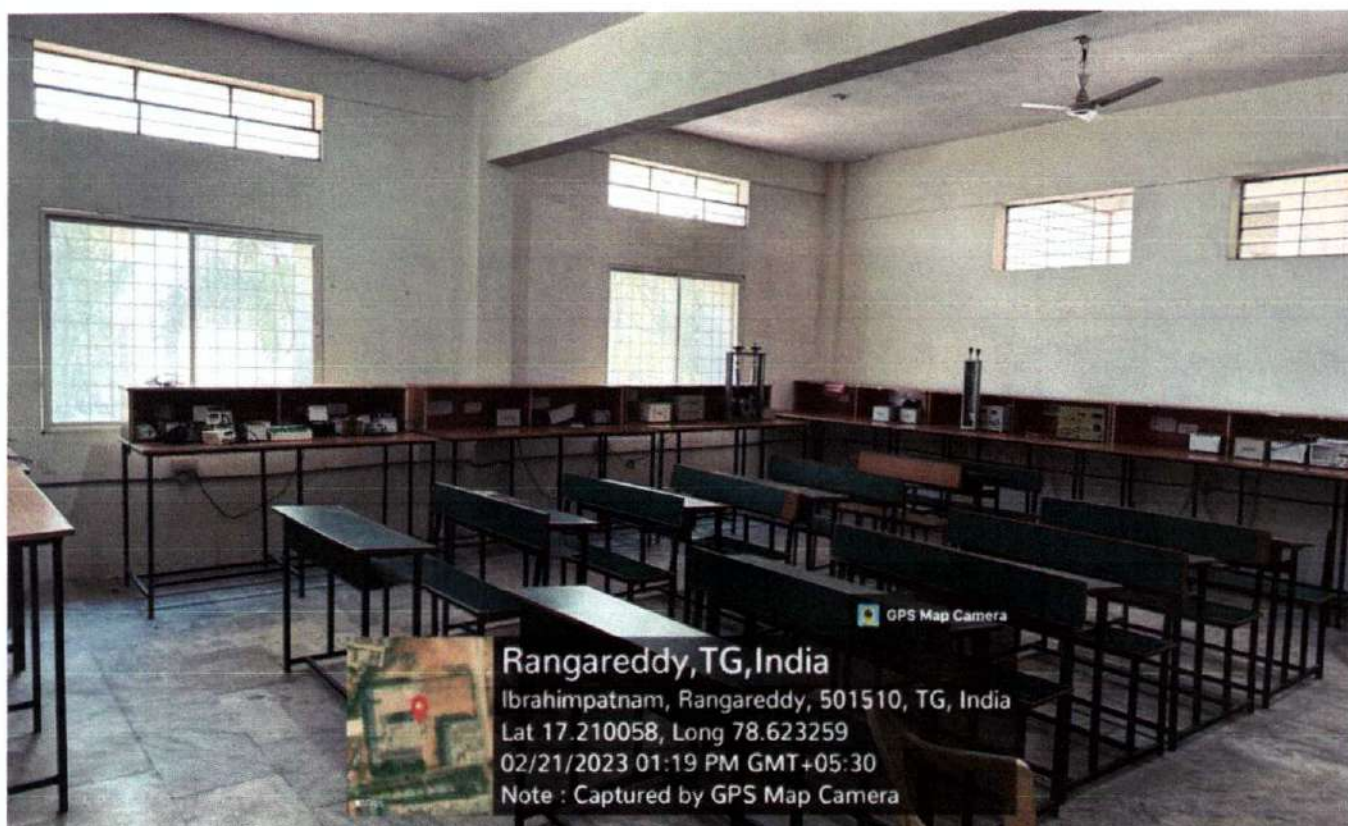 GPS Map Camera
Rangareddy,TG,India
Ibrahimpatnam, Rangareddy, 501510, TG, India
Lat 17.210058, Long 78.623259
02/21/2023 01:19 PM GMT+05:30
Note : Captured by GPS Map Camera